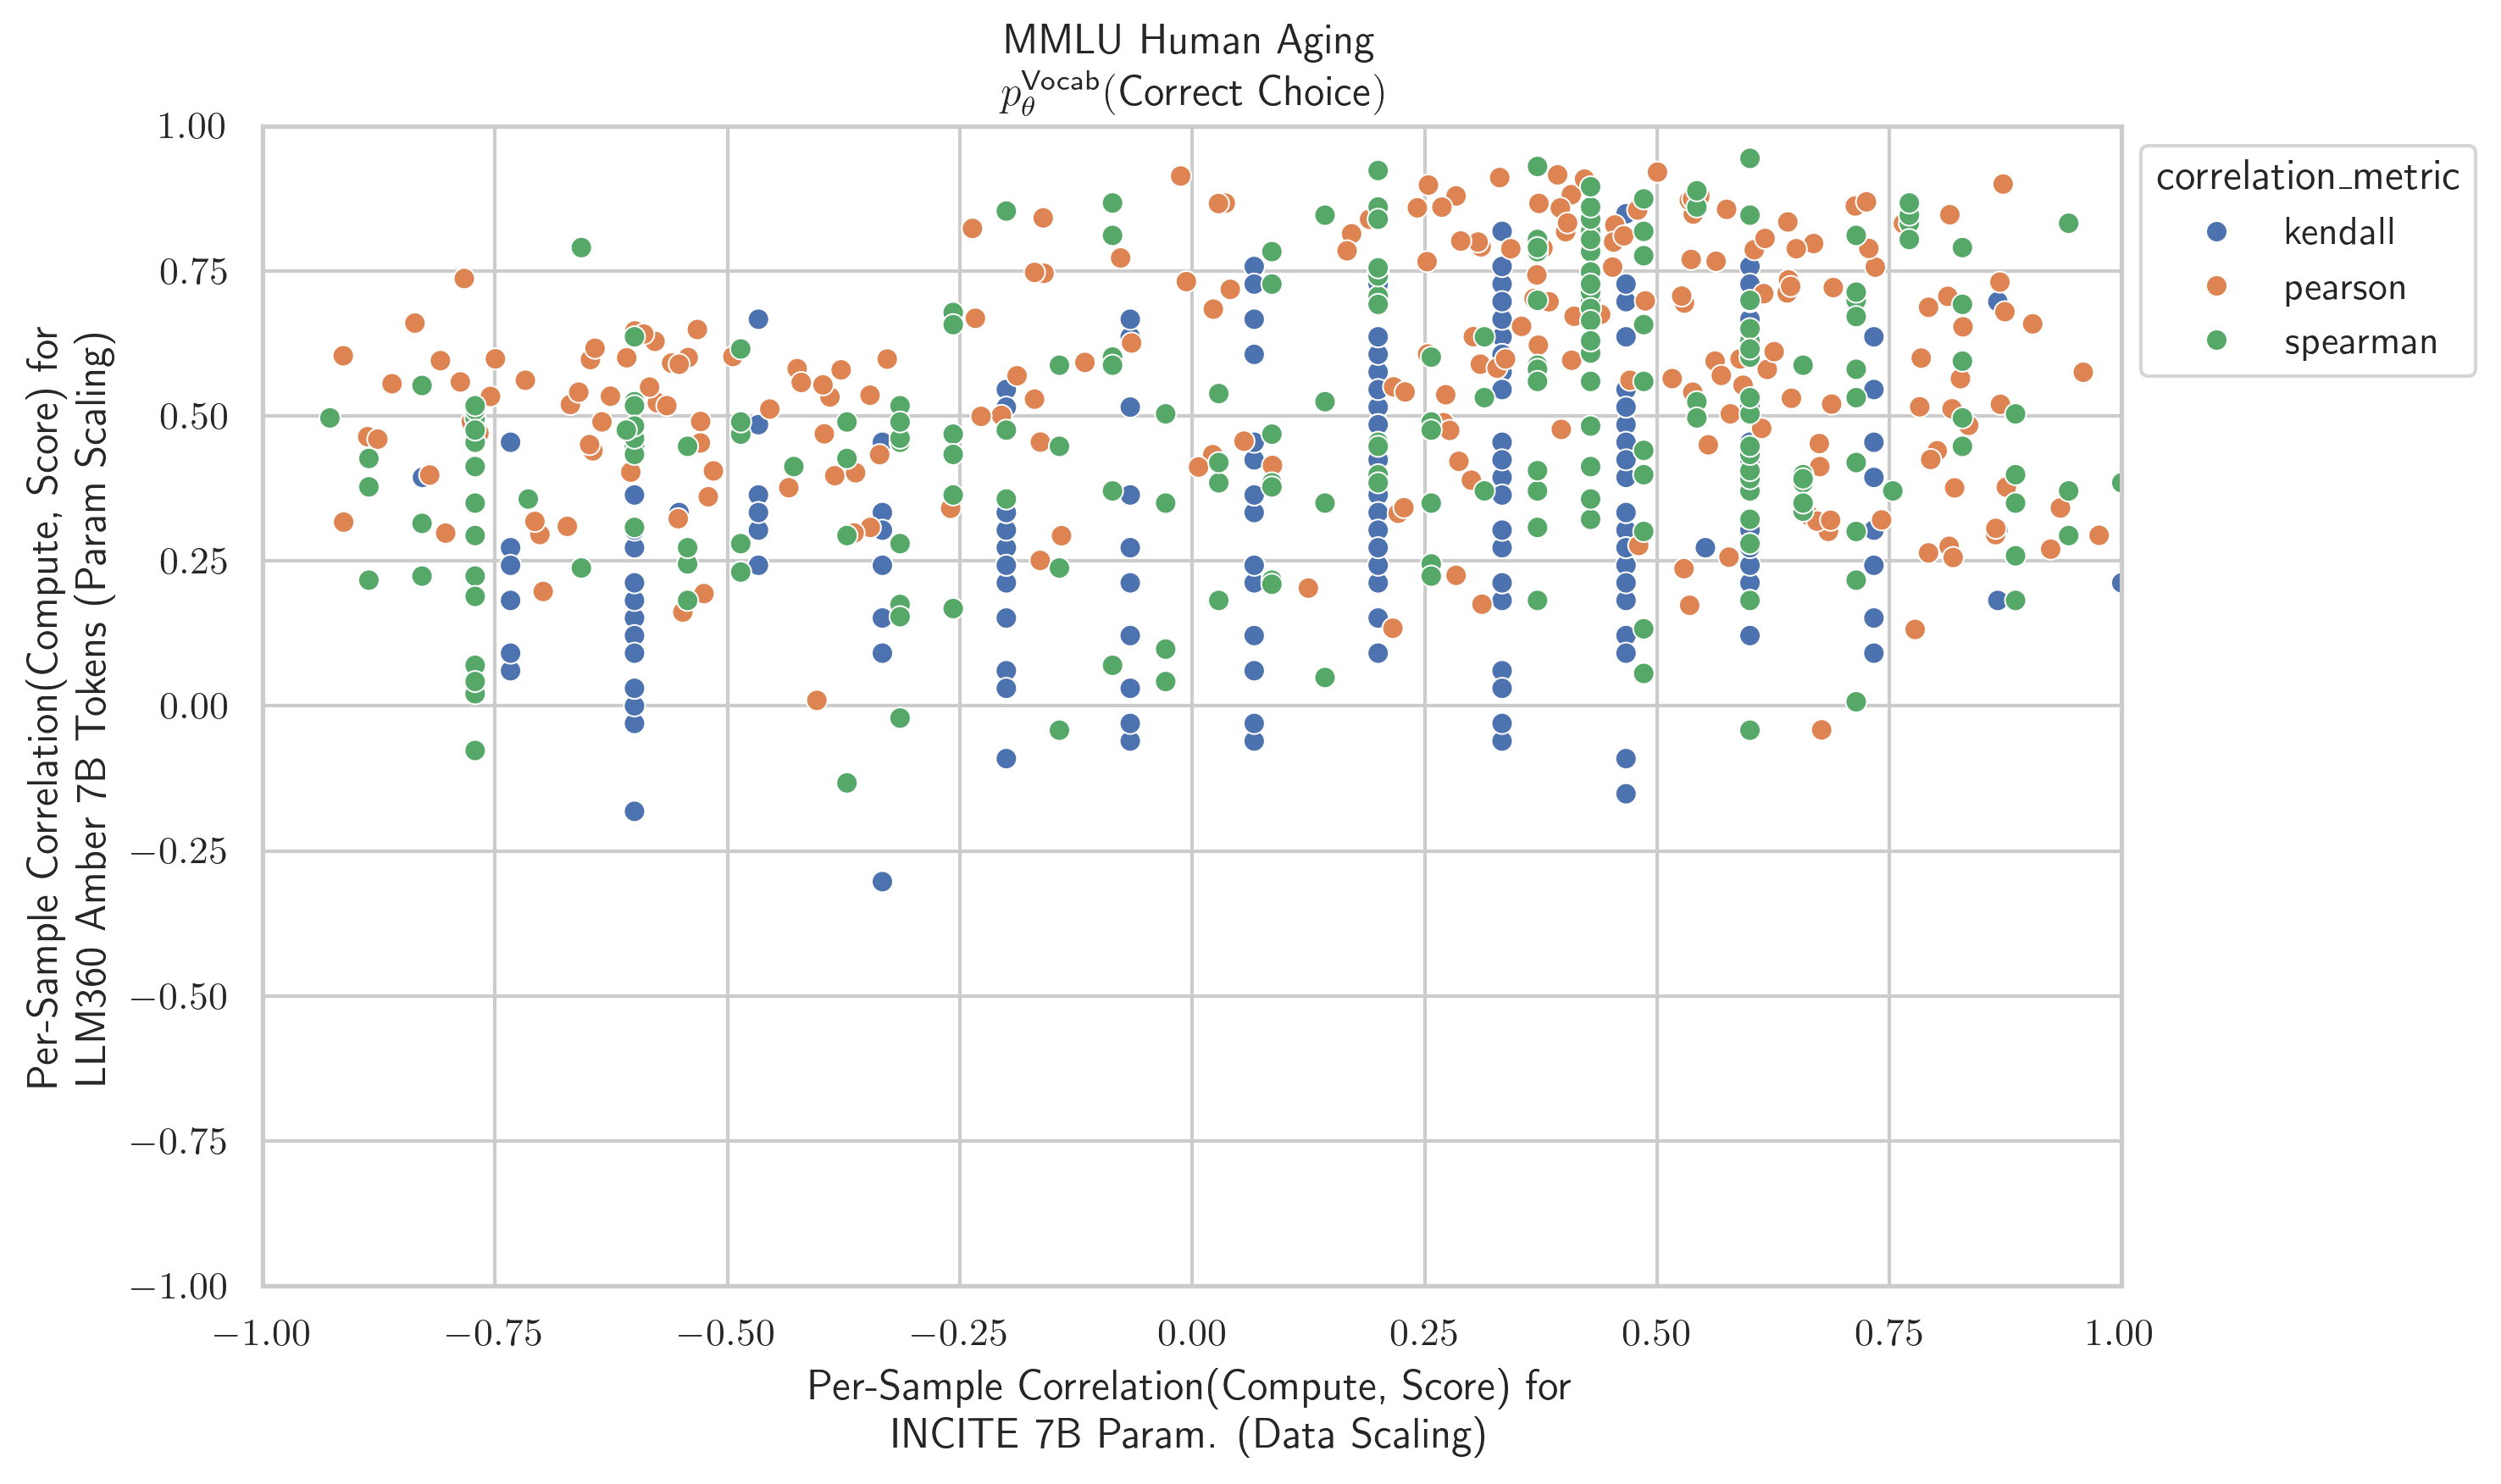 MMLU Human Aging
p_θ^Vocab(Correct Choice)
Per-Sample Correlation(Compute, Score) for
LLM360 Amber 7B Tokens (Param Scaling)
1.00
0.75
0.50
0.25
0.00
−0.25
−0.50
−0.75
−1.00
−1.00 −0.75 −0.50 −0.25 0.00 0.25 0.50 0.75 1.00
Per-Sample Correlation(Compute, Score) for
INCITE 7B Param. (Data Scaling)
correlation_metric
kendall
pearson
spearman